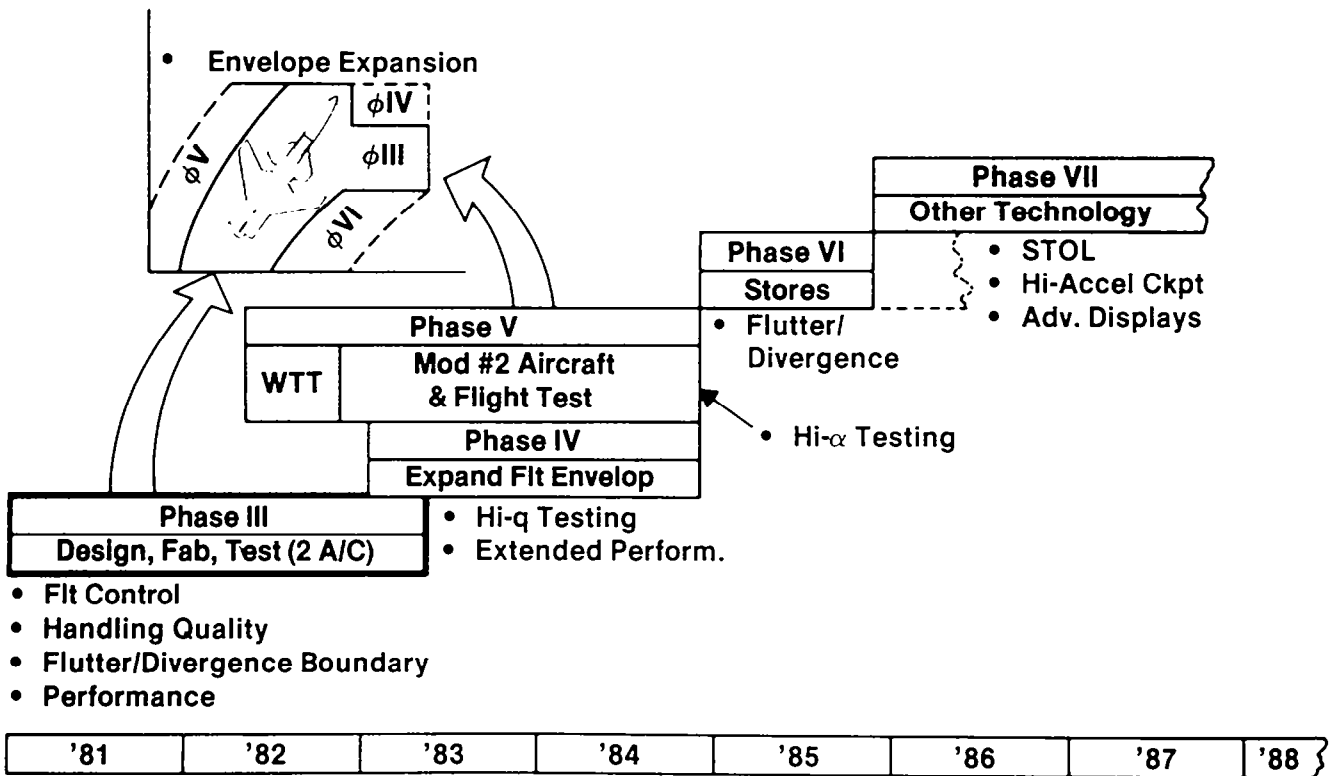 • Envelope Expansion
ϕIV
ϕV
ϕIII
ϕVI
Phase VII
Other Technology
• STOL
• Hi-Accel Ckpt
• Adv. Displays
Phase VI
Stores
• Flutter/
Divergence
Phase V
WTT
Mod #2 Aircraft
& Flight Test
• Hi-α Testing
Phase IV
Expand Flt Envelop
• Hi-q Testing
• Extended Perform.
Phase III
Design, Fab, Test (2 A/C)
• Flt Control
• Handling Quality
• Flutter/Divergence Boundary
• Performance
'81 '82 '83 '84 '85 '86 '87 '88